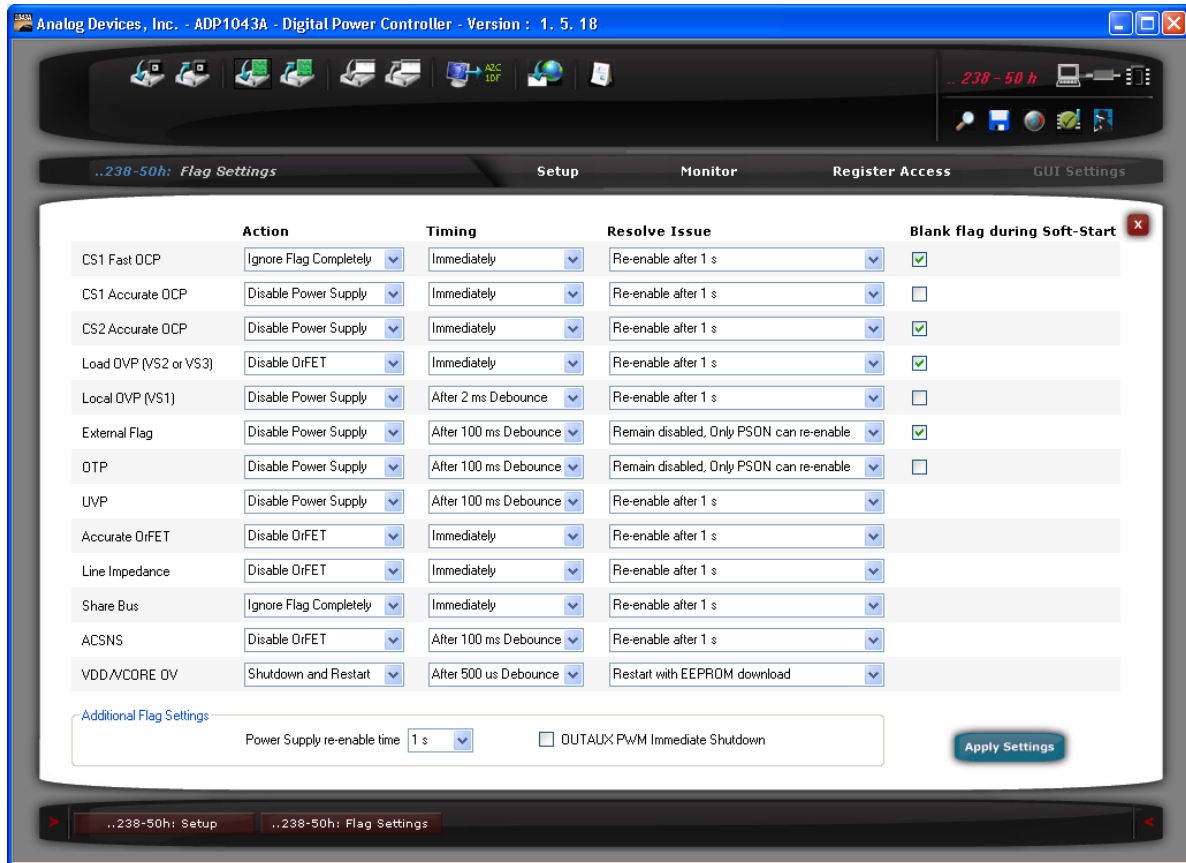 Analog Devices, Inc. - ADP1043A - Digital Power Controller - Version : 1. 5. 18
A2C
1DF
.. 238 - 50 h
..238-50h: Flag Settings Setup Monitor Register Access GUI Settings
Action Timing Resolve Issue Blank flag during Soft-Start X
CS1 Fast OCP Ignore Flag Completely Immediately Re-enable after 1 s
CS1 Accurate OCP Disable Power Supply Immediately Re-enable after 1 s
CS2 Accurate OCP Disable Power Supply Immediately Re-enable after 1 s
Load OVP (VS2 or VS3) Disable OrFET Immediately Re-enable after 1 s
Local OVP (VS1) Disable Power Supply After 2 ms Debounce Re-enable after 1 s
External Flag Disable Power Supply After 100 ms Debounce Remain disabled, Only PSON can re-enable
OTP Disable Power Supply After 100 ms Debounce Remain disabled, Only PSON can re-enable
UVP Disable Power Supply After 100 ms Debounce Re-enable after 1 s
Accurate OrFET Disable OrFET Immediately Re-enable after 1 s
Line Impedance Disable OrFET Immediately Re-enable after 1 s
Share Bus Ignore Flag Completely Immediately Re-enable after 1 s
ACSNS Disable OrFET After 100 ms Debounce Re-enable after 1 s
VDD/VCORE OV Shutdown and Restart After 500 us Debounce Restart with EEPROM download
Additional Flag Settings
Power Supply re-enable time 1 s OUTAUX PWM Immediate Shutdown
Apply Settings
> ..238-50h: Setup ..238-50h: Flag Settings <